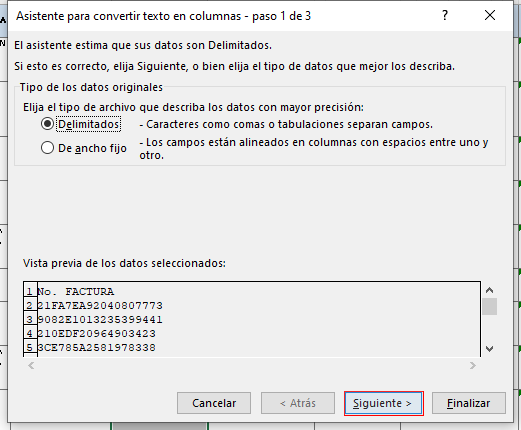 Asistente para convertir texto en columnas - paso 1 de 3
El asistente estima que sus datos son Delimitados.
Si esto es correcto, elija Siguiente, o bien elija el tipo de datos que mejor los describa.
Tipo de los datos originales
Elija el tipo de archivo que describa los datos con mayor precisión:
Delimitados - Caracteres como comas o tabulaciones separan campos.
De ancho fijo - Los campos están alineados en columnas con espacios entre uno y
otro.
Vista previa de los datos seleccionados:
1 No. FACTURA
2 21FA7EA92040807773
3 9082E1013235399441
4 210EDF20964903423
5 3CE785A2581978338
Cancelar < Atrás Siguiente > Finalizar